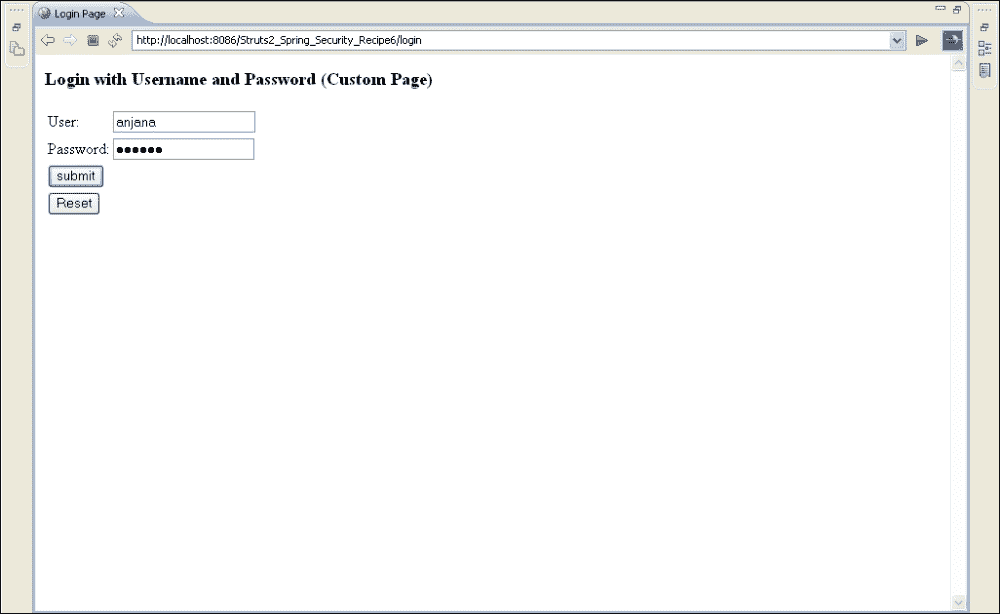 Login Page
http://localhost:8086/Struts2_Spring_Security_Recipe6/login
Login with Username and Password (Custom Page)
User: anjana
Password: ●●●●●●
submit
Reset